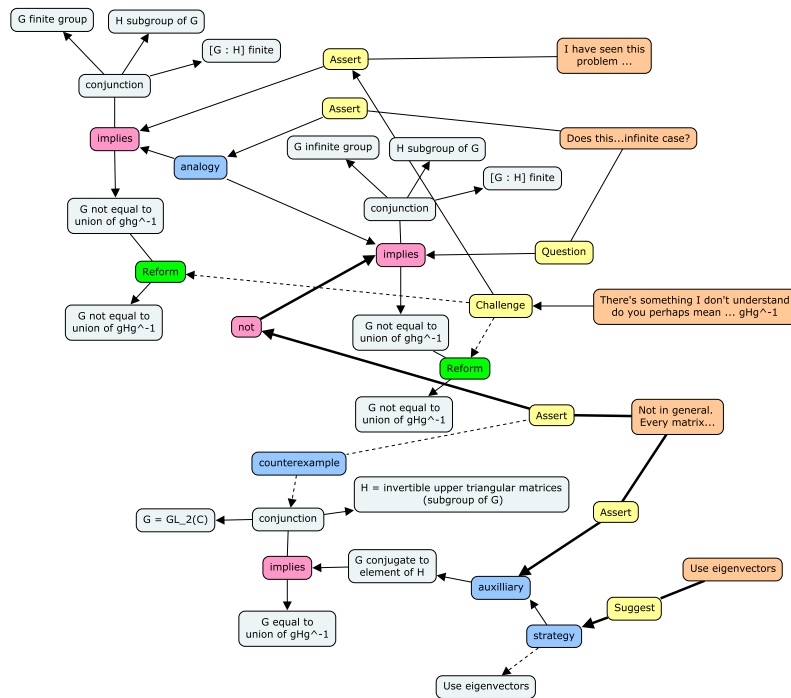 G finite group
H subgroup of G
[G : H] finite
I have seen this
problem ...
Assert
conjunction
Assert
implies
Does this...infinite case?
G infinite group
H subgroup of G
analogy
[G : H] finite
G not equal to
union of ghg^-1
conjunction
implies
Question
Reform
Challenge
There's something I don't understand
do you perhaps mean ... gHg^-1
G not equal to
union of gHg^-1
not
G not equal to
union of ghg^-1
Reform
G not equal to
union of gHg^-1
Assert
Not in general.
Every matrix...
counterexample
H = invertible upper triangular matrices
(subgroup of G)
G = GL_2(C)
conjunction
Assert
implies
G conjugate to
element of H
Use eigenvectors
auxilliary
Suggest
G equal to
union of gHg^-1
strategy
Use eigenvectors